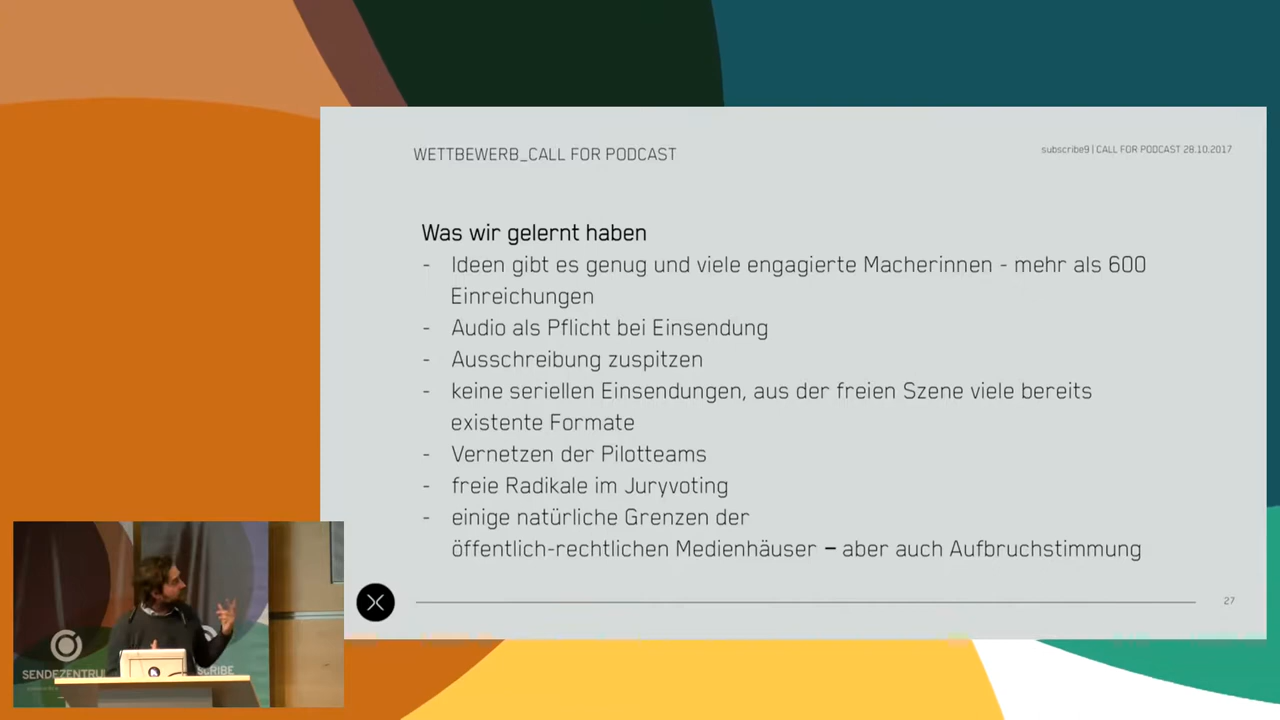 WETTBEWERB_CALL FOR PODCAST
subscribe9 | CALL FOR PODCAST 28.10.2017
Was wir gelernt haben
- Ideen gibt es genug und viele engagierte Macherinnen - mehr als 600
Einreichungen
- Audio als Pflicht bei Einsendung
- Ausschreibung zuspitzen
- keine seriellen Einsendungen, aus der freien Szene viele bereits
existente Formate
- Vernetzen der Pilotteams
- freie Radikale im Juryvoting
- einige natürliche Grenzen der
öffentlich-rechtlichen Medienhäuser – aber auch Aufbruchstimmung
27
SENDEZENTRU
SCRIBE